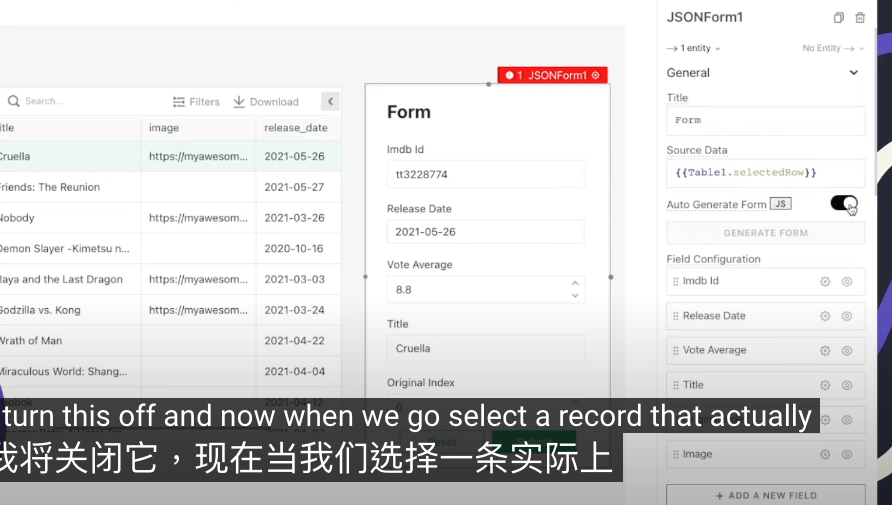 JSONForm1
1 entity
No Entity
General
Title
Form
Source Data
{{Table1.selectedRow}}
Auto Generate Form JS
GENERATE FORM
Field Configuration
Imdb Id
Release Date
Vote Average
Title
Image
+ ADD A NEW FIELD
1 JSONForm1
Form
Imdb Id
tt3228774
Release Date
2021-05-26
Vote Average
8.8
Title
Cruella
Original Index
0
Reset
Search...
Filters
Download
itle image release_date
Cruella https://myawesom... 2021-05-26
Friends: The Reunion 2021-05-27
Nobody https://myawesom... 2021-03-26
Demon Slayer -Kimetsu n... 2020-10-16
Raya and the Last Dragon https://myawesom... 2021-03-03
Godzilla vs. Kong https://myawesom... 2021-03-24
Wrath of Man 2021-04-22
Miraculous World: Shang... 2021-04-04
turn this off and now when we go select a record that actually
我将关闭它，现在当我们选择一条实际上